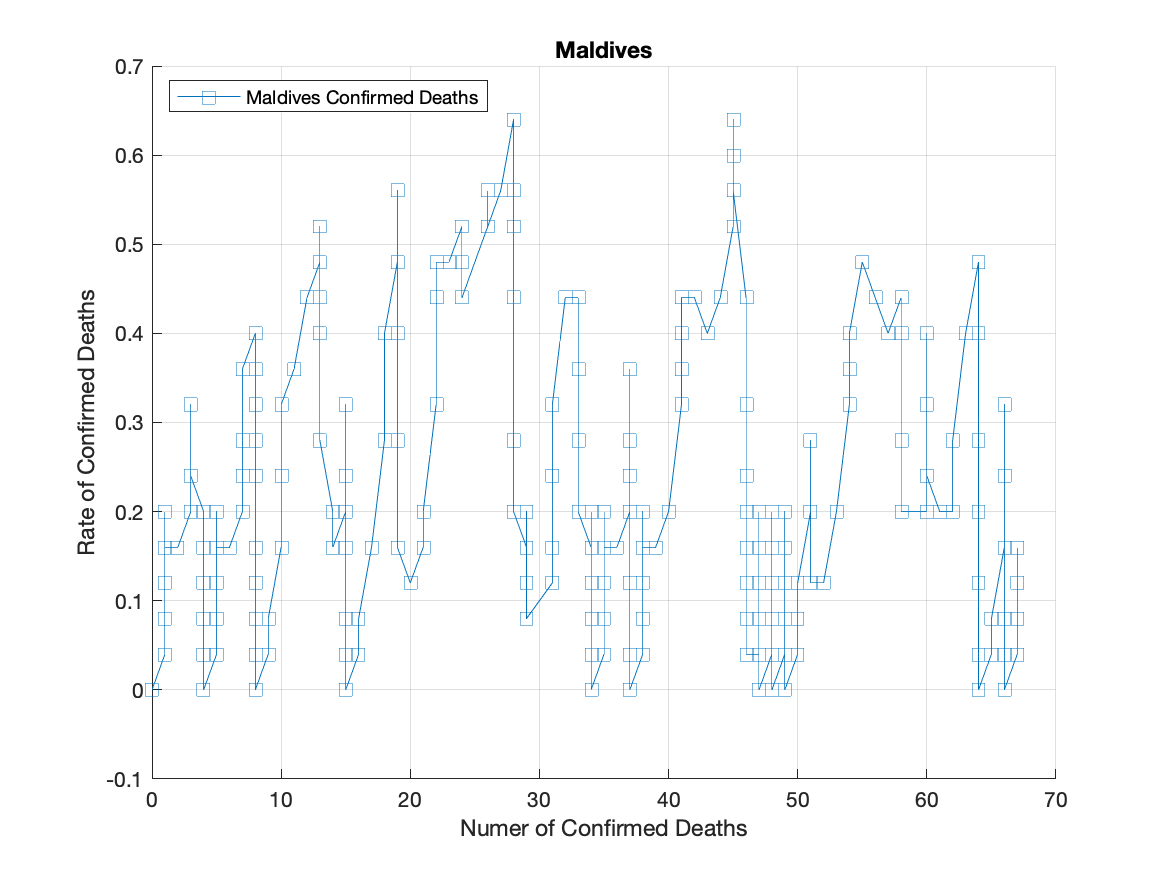 Maldives
Maldives Confirmed Deaths
Rate of Confirmed Deaths
0.7
0.6
0.5
0.4
0.3
0.2
0.1
0
-0.1
0 10 20 30 40 50 60 70
Numer of Confirmed Deaths